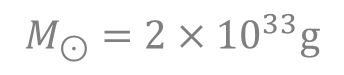 M⊙ = 2 × 10³³g